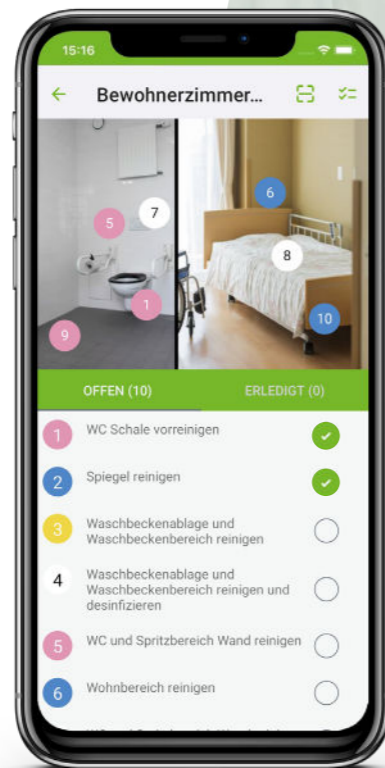 15:16
Bewohnerzimmer...
5
7
6
8
1
10
9
OFFEN (10)
ERLEDIGT (0)
1
WC Schale vorreinigen
2
Spiegel reinigen
3
Waschbeckenablage und
Waschbeckenbereich reinigen
4
Waschbeckenablage und
Waschbeckenbereich reinigen und
desinfizieren
5
WC und Spritzbereich Wand reinigen
6
Wohnbereich reinigen